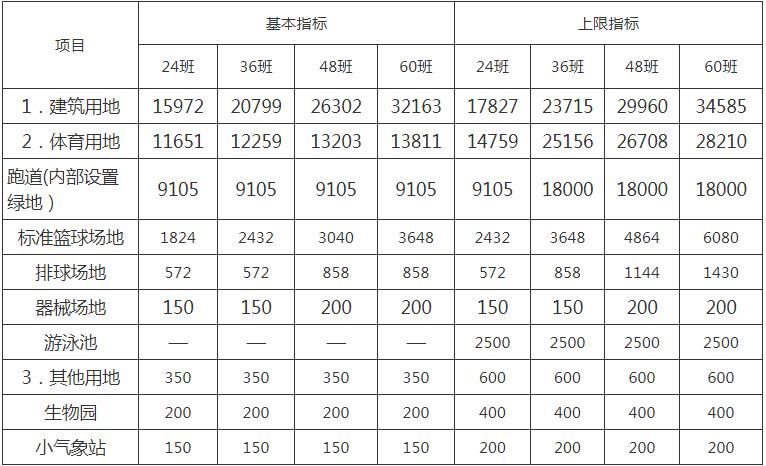 项目 基本指标 上限指标
24班 36班 48班 60班 24班 36班 48班 60班
1．建筑用地 15972 20799 26302 32163 17827 23715 29960 34585
2．体育用地 11651 12259 13203 13811 14759 25156 26708 28210
跑道(内部设置
绿地） 9105 9105 9105 9105 9105 18000 18000 18000
标准篮球场地 1824 2432 3040 3648 2432 3648 4864 6080
排球场地 572 572 858 858 572 858 1144 1430
器械场地 150 150 200 200 150 150 200 200
游泳池 — — — — 2500 2500 2500 2500
3．其他用地 350 350 350 350 600 600 600 600
生物园 200 200 200 200 400 400 400 400
小气象站 150 150 150 150 200 200 200 200